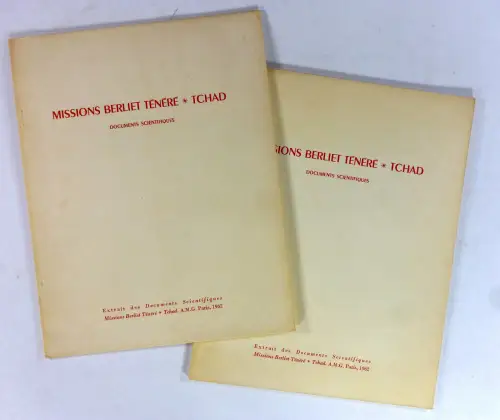 MISSIONS BERLIET TÉNÉRÉ * TCHAD
DOCUMENTS SCIENTIFIQUES
Extrait des Documents Scientifiques
Missions Berliet Ténéré • Tchad. A.M.G. Paris, 1962
SIONS BERLIET TÉNÉRÉ * TCHAD
DOCUMENTS SCIENTIFIQUES
Extrait des Documents Scientifiques
Missions Berliet Ténéré • Tchad. A.M.G. Paris, 1962